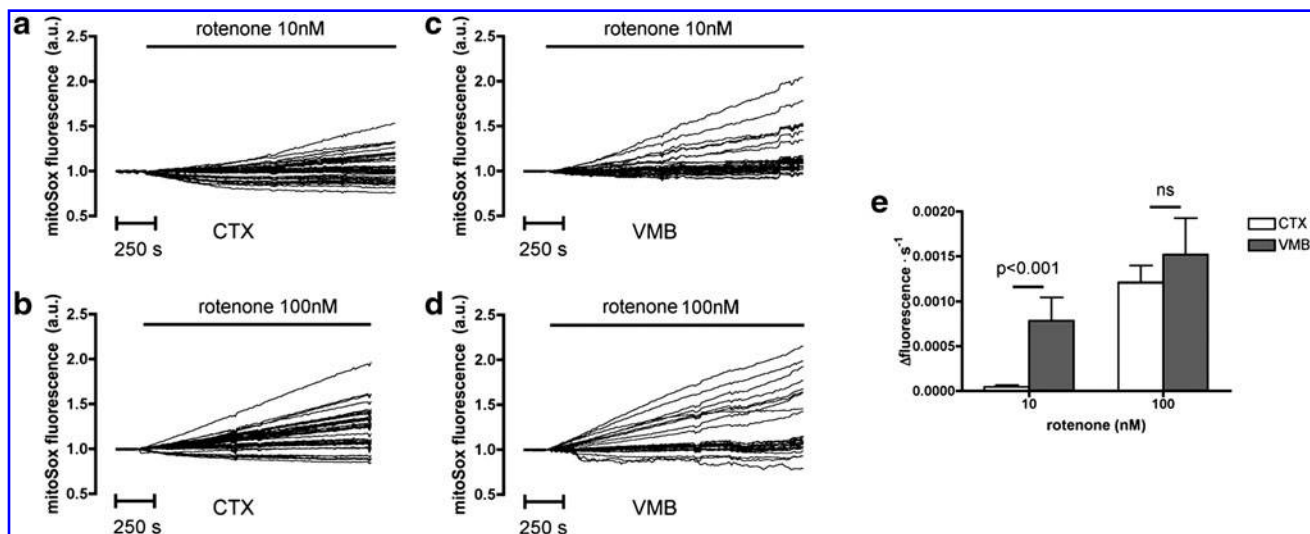 a
mitoSox fluorescence (a.u.)
2.5
2.0
1.5
1.0
0.5
rotenone 10nM
250 s
CTX
c
mitoSox fluorescence (a.u.)
2.5
2.0
1.5
1.0
0.5
rotenone 10nM
250 s
VMB
b
mitoSox fluorescence (a.u.)
2.5
2.0
1.5
1.0
0.5
rotenone 100nM
250 s
CTX
d
mitoSox fluorescence (a.u.)
2.5
2.0
1.5
1.0
0.5
rotenone 100nM
250 s
VMB
e
Δfluorescence · s⁻¹
0.0020
0.0015
0.0010
0.0005
0.0000
p<0.001
ns
10
100
rotenone (nM)
CTX
VMB